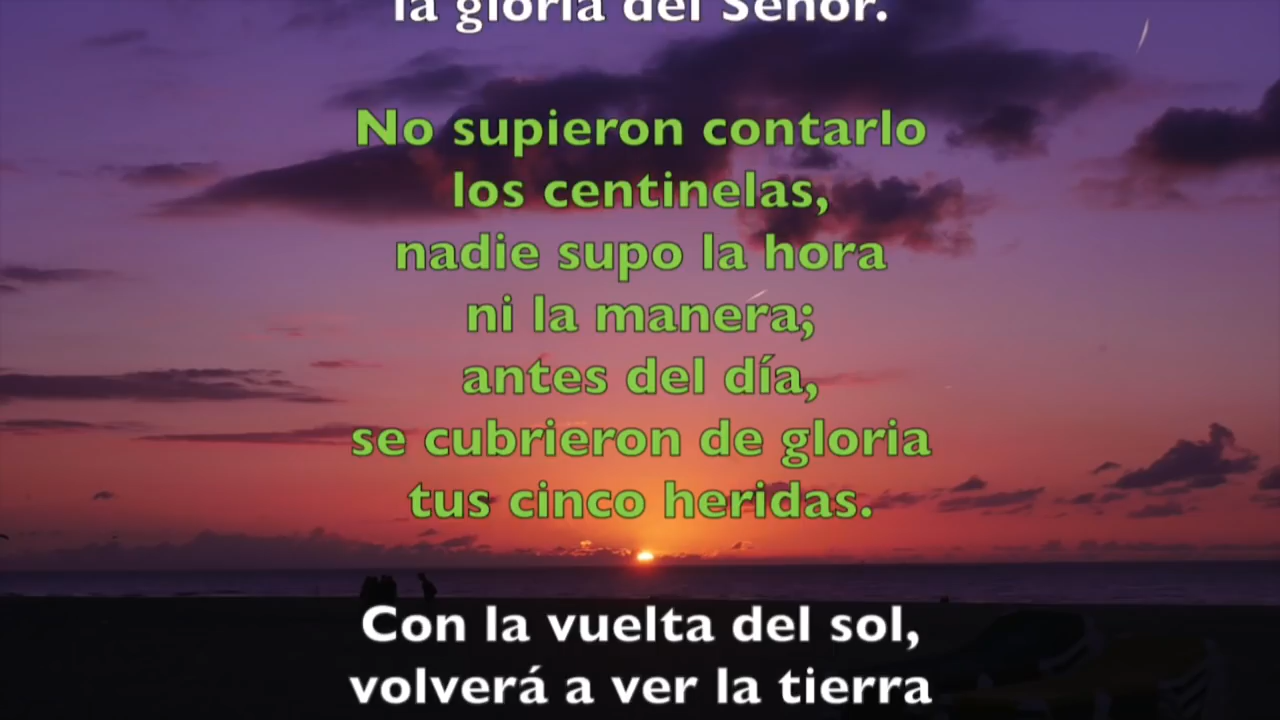 la gloria del Señor.
No supieron contarlo
los centinelas,
nadie supo la hora
ni la manera;
antes del día,
se cubrieron de gloria
tus cinco heridas.
Con la vuelta del sol,
volverá a ver la tierra